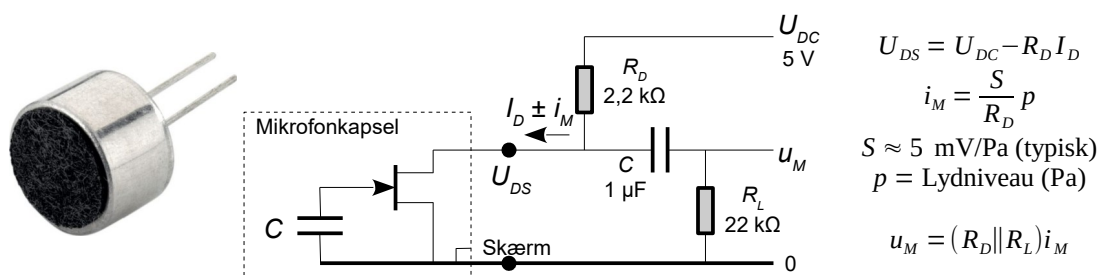 U_DC
5 V
R_D
2,2 kΩ
I_D ± i_M
Mikrofonkapsel
U_DS
C
1 µF
u_M
R_L
22 kΩ
C
Skærm
0
U_DS = U_DC − R_D I_D
i_M = S/R_D p
S ≈ 5 mV/Pa (typisk)
p = Lydniveau (Pa)
u_M = (R_D||R_L) i_M